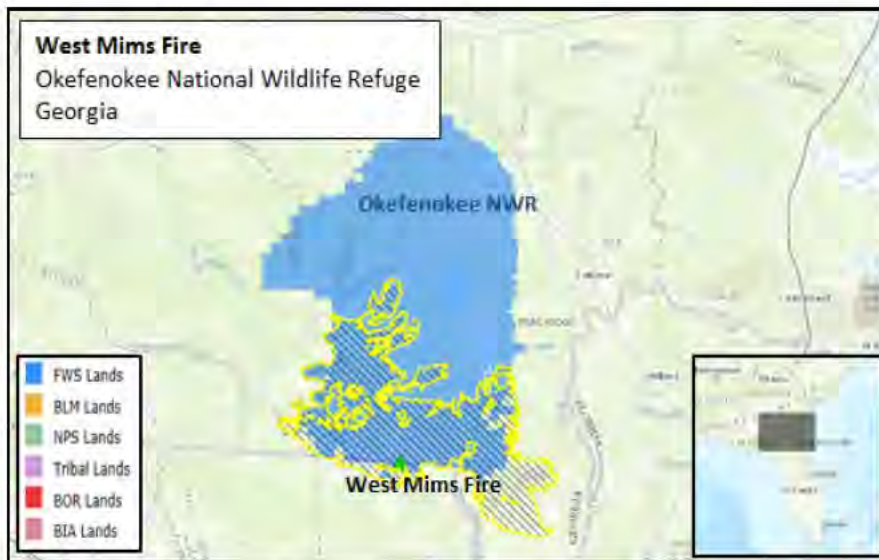 West Mims Fire
Okefenokee National Wildlife Refuge
Georgia
Okefenokee NWR
West Mims Fire
FWS Lands
BLM Lands
NPS Lands
Tribal Lands
BOR Lands
BIA Lands